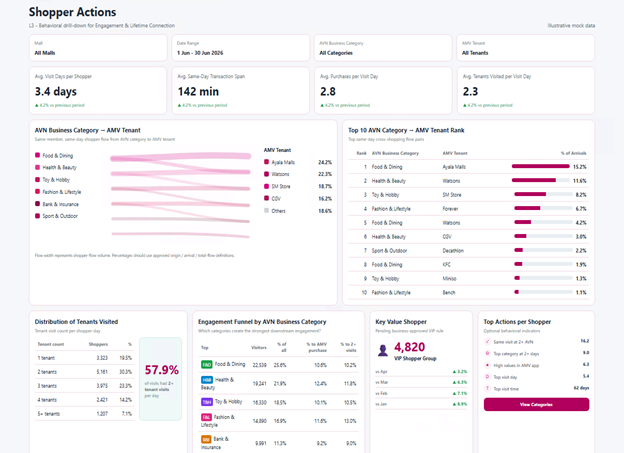 Shopper Actions
L2 - Behavioral drill-down for Engagement & Lifetime Connection
Illustrative mock data
Mall
All Malls
Date Range
1 Jun - 30 Jun 2026
AVN Business Category
All Categories
AMV Tenant
All Tenants
Avg. Visit Days per Shopper
3.4 days
▲ 4.2% vs previous period
Avg. Same-Day Transaction Span
142 min
▲ 4.2% vs previous period
Avg. Purchases per Visit Day
2.8
▲ 4.2% vs previous period
Avg. Tenants Visited per Visit Day
2.3
▲ 4.2% vs previous period
AVN Business Category → AMV Tenant
Same member, same day shopper flow from AVN category to AMV tenant
Food & Dining
Health & Beauty
Toy & Hobby
Fashion & Lifestyle
Bank & Insurance
Sport & Outdoor
AMV Tenant
Ayala Malls 24.2%
Watsons 22.3%
SM Store 18.7%
CGV 16.2%
Others 18.6%
Flow width represents shopper flow volume. Percentages should use approved origin / arrival / total-flow definitions.
Top 10 AVN Category → AMV Tenant Rank
Top same-day cross-shopping flow pairs
Rank AVN Business Category AMV Tenant % of Arrivals
1 Food & Dining Ayala Malls 15.2%
2 Health & Beauty Watsons 11.6%
3 Toy & Hobby SM Store 8.2%
4 Fashion & Lifestyle Forever 6.7%
5 Food & Dining Watsons 4.2%
6 Health & Beauty CGV 3.0%
7 Sport & Outdoor Decathlon 2.2%
8 Food & Dining KFC 1.9%
9 Toy & Hobby Miniso 1.3%
10 Fashion & Lifestyle Bench 1.1%
Distribution of Tenants Visited
Tenant visit count per shopper day
Tenant count Shoppers %
1 tenant 3,323 19.5%
2 tenants 5,161 30.3%
3 tenants 3,975 23.3%
4 tenants 2,421 14.2%
5+ tenants 1,207 7.1%
57.9%
of visits had 2+
tenant visits
per day
Engagement Funnel by AVN Business Category
Which categories create the strongest downstream engagement?
Top Visitors % of all % to AMV purchase % to 2+ visits
F&D Food & Dining 22,539 25.6% 10.6% 10.2%
H&B Health & Beauty 19,241 21.9% 12.4% 11.8%
T&H Toy & Hobby 16,330 18.5% 10.1% 10.5%
F&L Fashion & Lifestyle 14,890 16.9% 11.6% 13.0%
Bank & Insurance 9,991 11.3% 9.2% 9.0%
Key Value Shopper
Pending business approved VIP rule
4,820
VIP Shopper Group
vs Apr ▲ 3.2%
vs Mar ▲ 6.3%
vs Feb ▲ 7.1%
vs Jan ▲ 8.9%
Top Actions per Shopper
Optional behavioral indicators
Same visit at 2+ AVN 16.2
Top category at 2+ days 9.8
High values in AMV app 6.3
Top visit day 5.4
Top visit time 62 days
View Categories